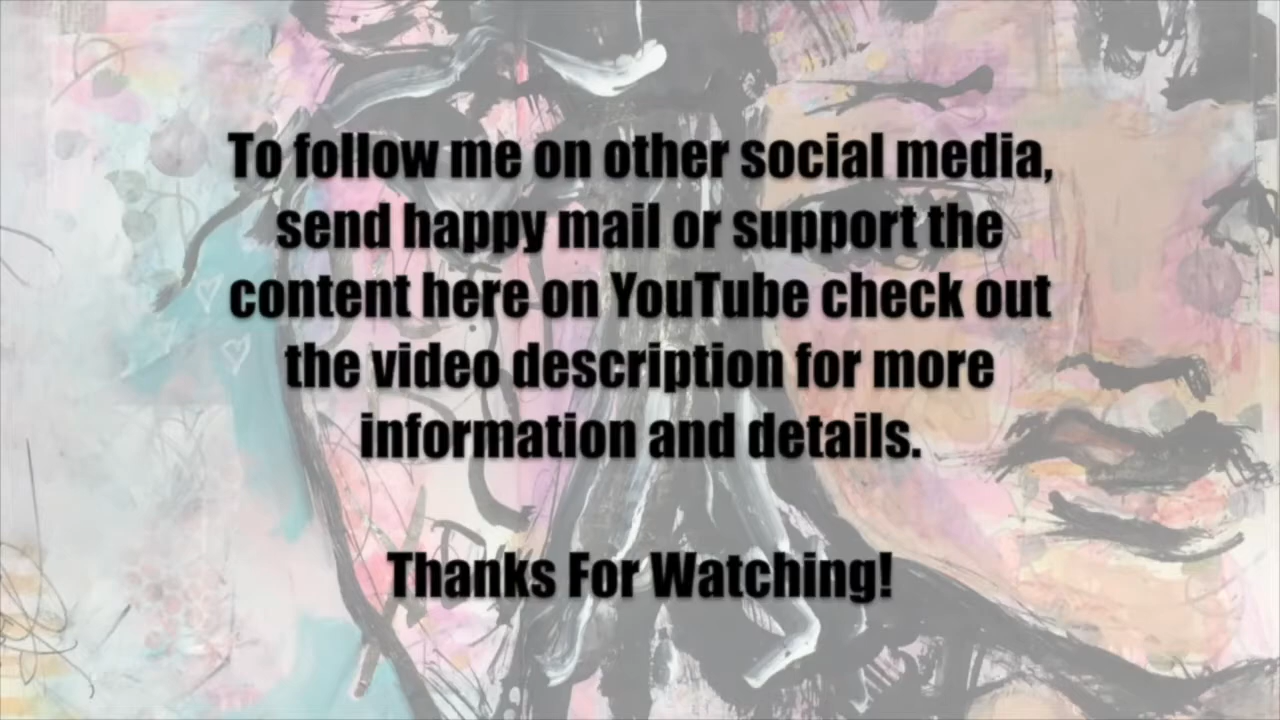 To follow me on other social media,
send happy mail or support the
content here on YouTube check out
the video description for more
information and details.
Thanks For Watching!